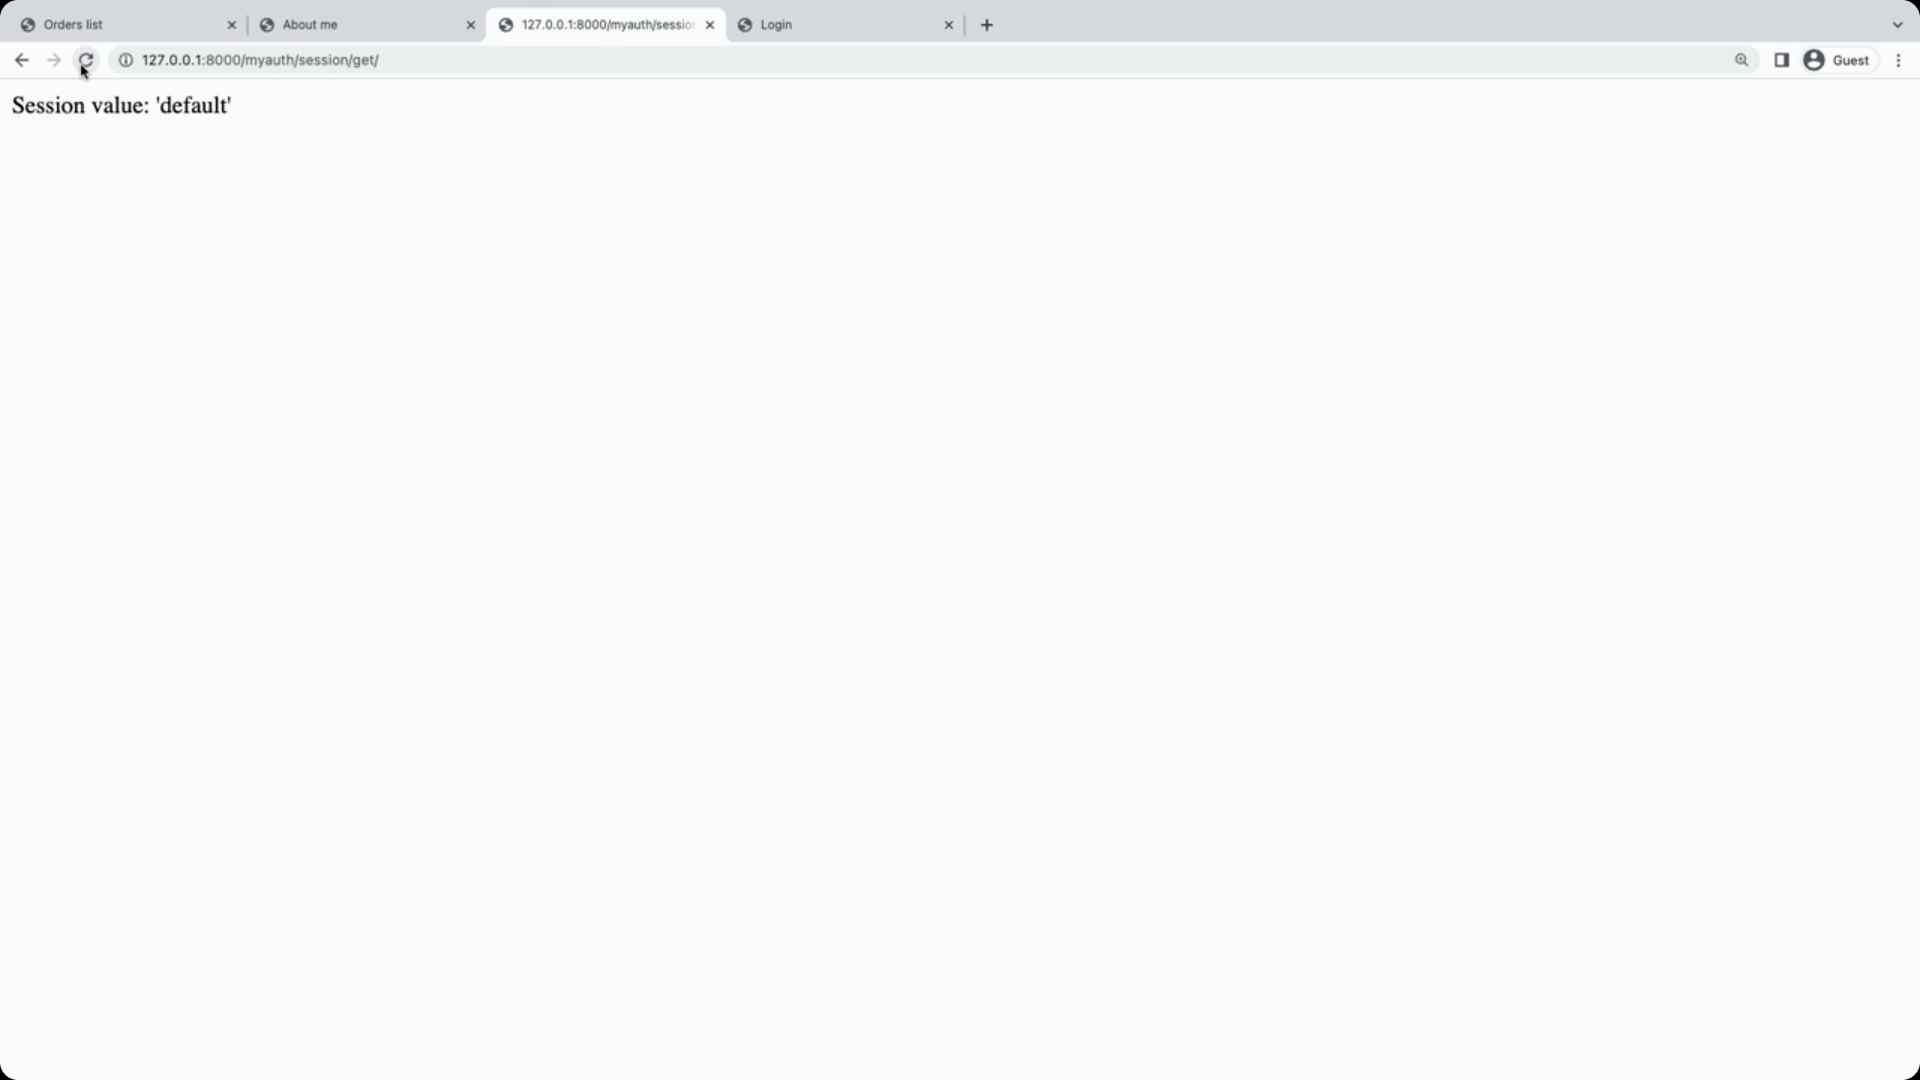 Orders list
About me
127.0.0.1:8000/myauth/sessio
Login
127.0.0.1:8000/myauth/session/get/
Guest
Session value: 'default'